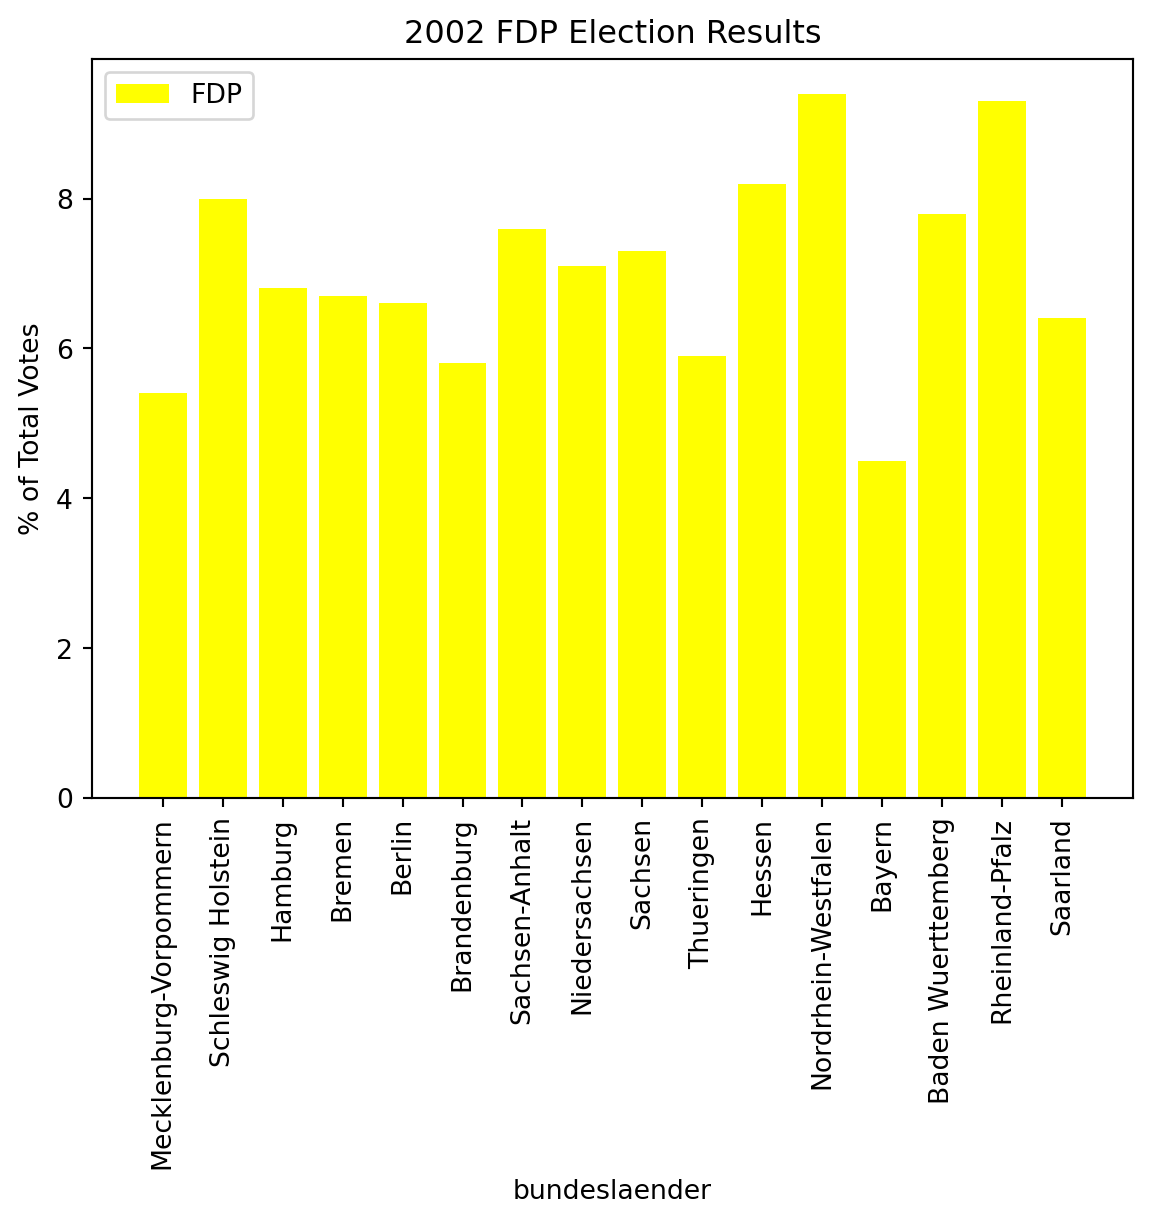 2002 FDP Election Results
FDP
% of Total Votes
8
6
4
2
0
Mecklenburg-Vorpommern
Schleswig Holstein
Hamburg
Bremen
Berlin
Brandenburg
Sachsen-Anhalt
Niedersachsen
Sachsen
Thueringen
Hessen
Nordrhein-Westfalen
Bayern
Baden Wuerttemberg
Rheinland-Pfalz
Saarland
bundeslaender